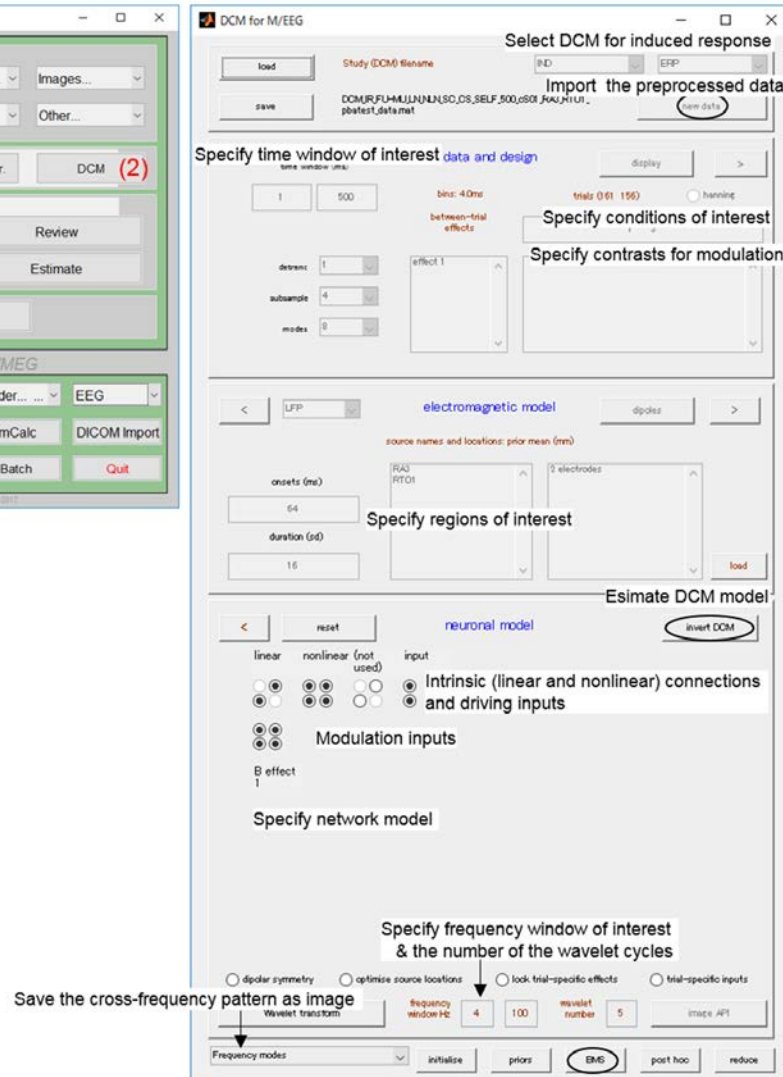 Images...
Other...
r.
DCM (2)
Review
Estimate
MEG
der... ...
EEG
mCalc
DICOM Import
Batch
Quit
DCM for M/EEG
Select DCM for induced response
load
Study (DCM) filename
IND
ERP
Import the preprocessed data
save
pbatest_data.mat
new data
Specify time window of interest
data and design
display
>
time window (ms)
1
500
bins: 4.0ms
trials (161 156)
hanning
between-trial
effects
Specify conditions of interest
Specify contrasts for modulation
detrend
1
effect 1
subsample
4
modes
8
<
LFP
electromagnetic model
dipoles
>
source names and locations: prior mean (mm)
onsets (ms)
RA3
RTO1
2 electrodes
64
Specify regions of interest
duration (sd)
16
load
Esimate DCM model
<
reset
neuronal model
invert DCM
linear
nonlinear
(not
used)
input
Intrinsic (linear and nonlinear) connections
and driving inputs
Modulation inputs
B effect
1
Specify network model
Specify frequency window of interest
& the number of the wavelet cycles
dipolar symmetry
optimise source locations
lock trial-specific effects
trial-specific inputs
Save the cross-frequency pattern as image
Wavelet transform
frequency
window Hz
4
100
wavelet
number
5
image API
Frequency modes
initialise
priors
BMS
post hoc
reduce